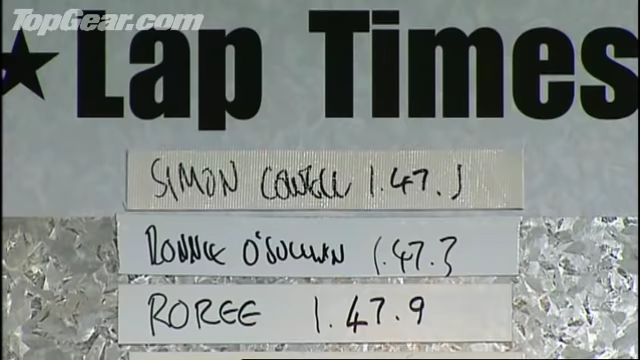 TopGear.com
★ Lap Times
SIMON COWELL 1.47.1
RONNIE O'SULLIVAN 1.47.3
ROREE 1.47.9